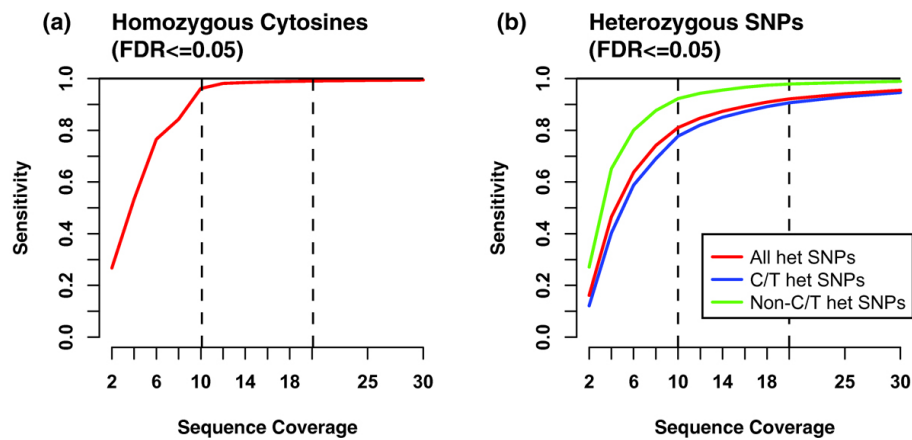 (a) Homozygous Cytosines
(FDR<=0.05)
Sensitivity
1.0
0.8
0.6
0.4
0.2
0.0
2 6 10 14 18 25 30
Sequence Coverage
(b) Heterozygous SNPs
(FDR<=0.05)
Sensitivity
1.0
0.8
0.6
0.4
0.2
0.0
All het SNPs
C/T het SNPs
Non-C/T het SNPs
2 6 10 14 18 25 30
Sequence Coverage